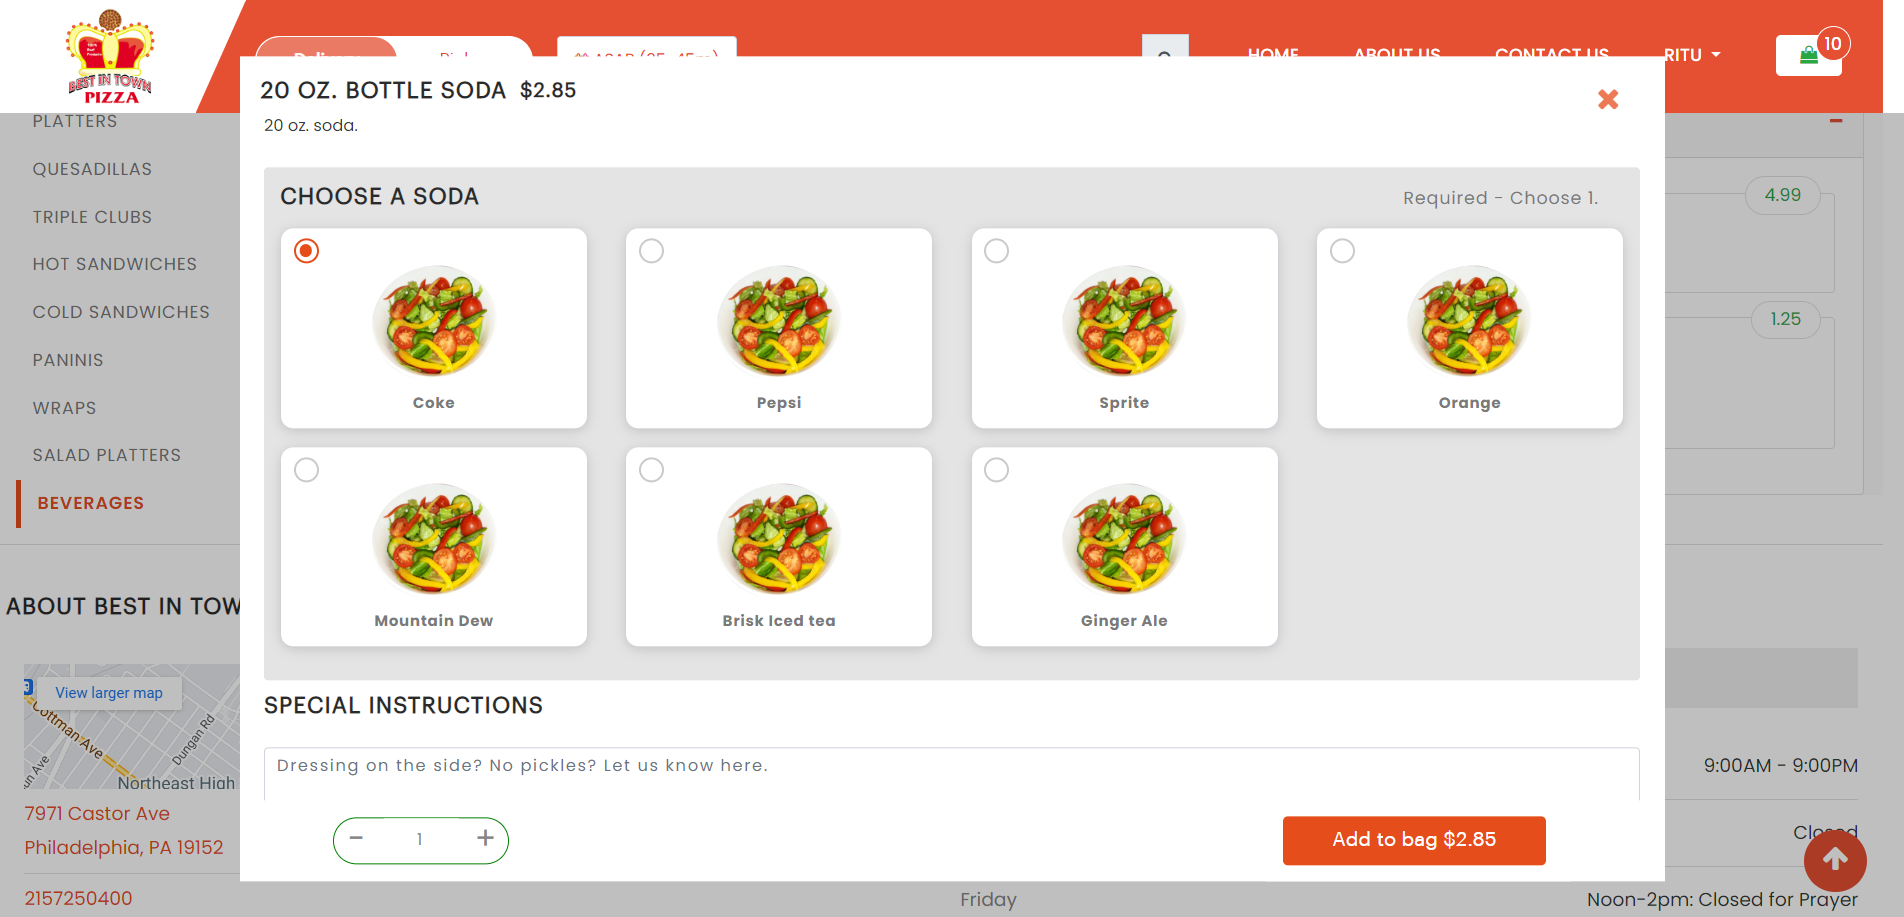 BEST IN TOWN
PIZZA
ASAP (25-45m)
HOME
ABOUT US
CONTACT US
RITU
10
20 OZ. BOTTLE SODA $2.85
20 oz. soda.
PLATTERS
QUESADILLAS
TRIPLE CLUBS
HOT SANDWICHES
COLD SANDWICHES
PANINIS
WRAPS
SALAD PLATTERS
BEVERAGES
CHOOSE A SODA
Required - Choose 1.
4.99
1.25
Coke
Pepsi
Sprite
Orange
Mountain Dew
Brisk Iced tea
Ginger Ale
ABOUT BEST IN TOW
View larger map
Cottman Ave
Dungan Rd
Northeast High
7971 Castor Ave
Philadelphia, PA 19152
2157250400
SPECIAL INSTRUCTIONS
Dressing on the side? No pickles? Let us know here.
1
Add to bag $2.85
9:00AM - 9:00PM
Closed
Friday
Noon-2pm: Closed for Prayer